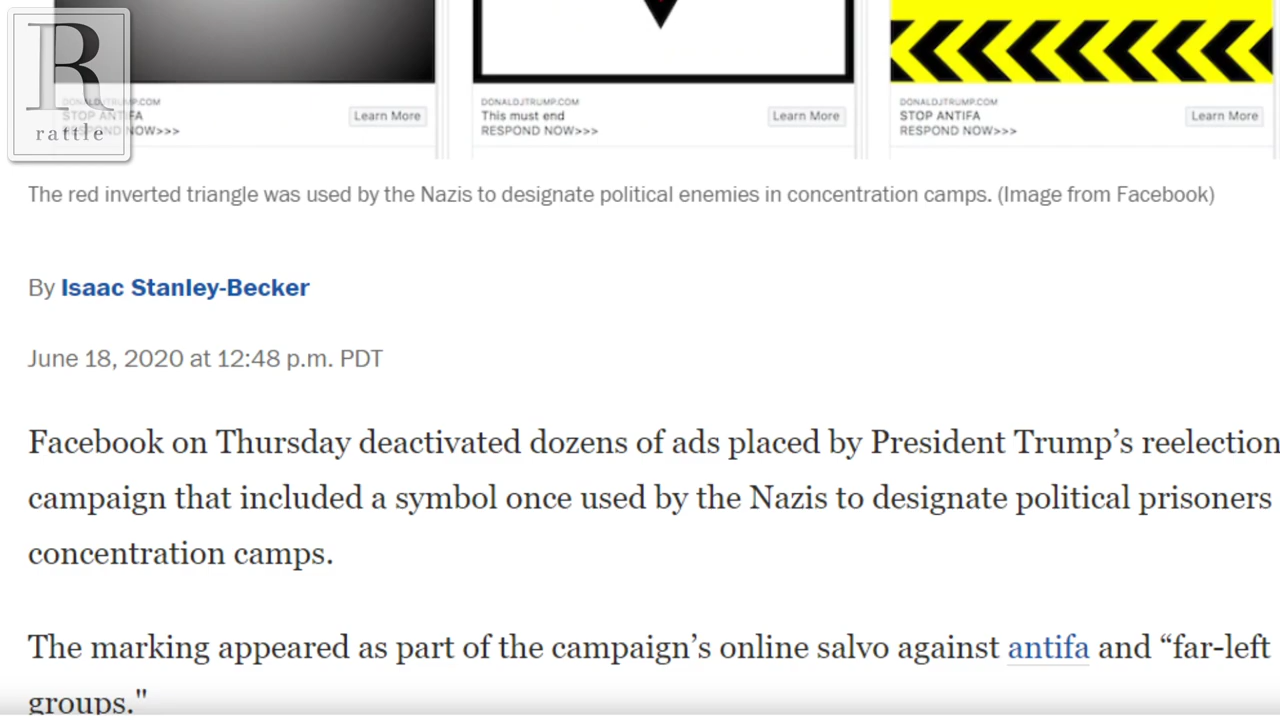 R
rattle
DONALDJTRUMP.COM
STOP ANTIFA
RESPOND NOW>>>
Learn More
DONALDJTRUMP.COM
This must end
RESPOND NOW>>>
Learn More
DONALDJTRUMP.COM
STOP ANTIFA
RESPOND NOW>>>
Learn More
The red inverted triangle was used by the Nazis to designate political enemies in concentration camps. (Image from Facebook)
By Isaac Stanley-Becker
June 18, 2020 at 12:48 p.m. PDT
Facebook on Thursday deactivated dozens of ads placed by President Trump’s reelection
campaign that included a symbol once used by the Nazis to designate political prisoners
concentration camps.
The marking appeared as part of the campaign’s online salvo against antifa and “far-left
groups."